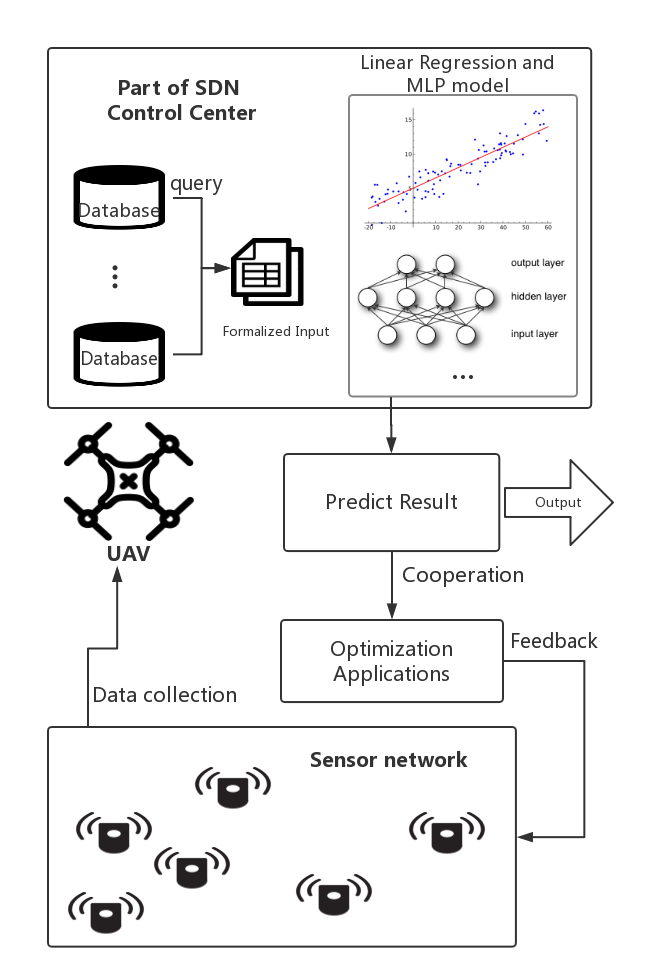 Part of SDN
Control Center
Linear Regression and
MLP model
15
10
5
-20
-10
10
20
30
40
50
60
query
Database
Database
Formalized Input
output layer
hidden layer
input layer
...
UAV
Predict Result
Output
Cooperation
Optimization
Applications
Feedback
Data collection
Sensor network